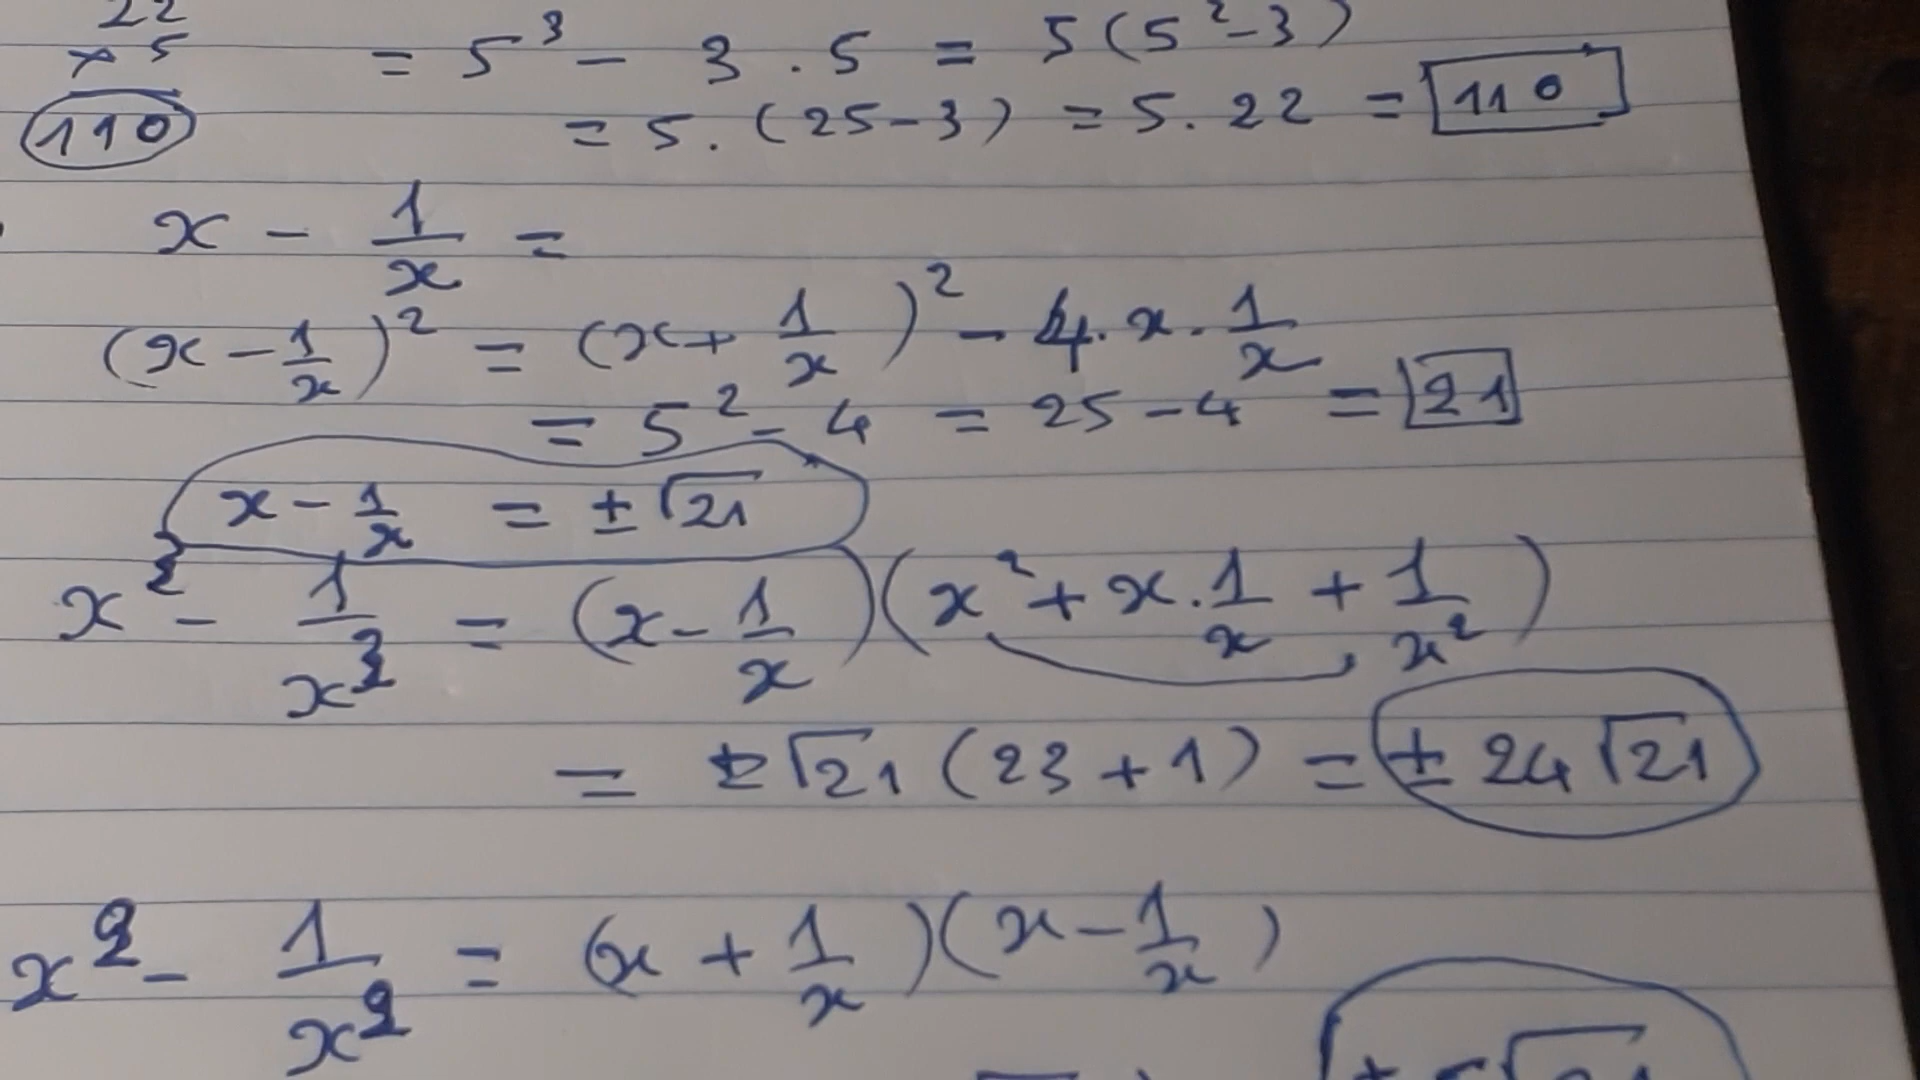 22
× 5
110
= 5³ - 3 . 5 = 5(5² - 3)
= 5 . (25 - 3) = 5 . 22 = 110
x - 1/x =
(x - 1/x)² = (x + 1/x)² - 4 . x . 1/x
= 5² - 4 = 25 - 4 = 21
x - 1/x = ± √21
x³ - 1/x³ = (x - 1/x)(x² + x . 1/x + 1/x²)
= ± √21 (23 + 1) = ± 24 √21
x² - 1/x² = (x + 1/x)(x - 1/x)